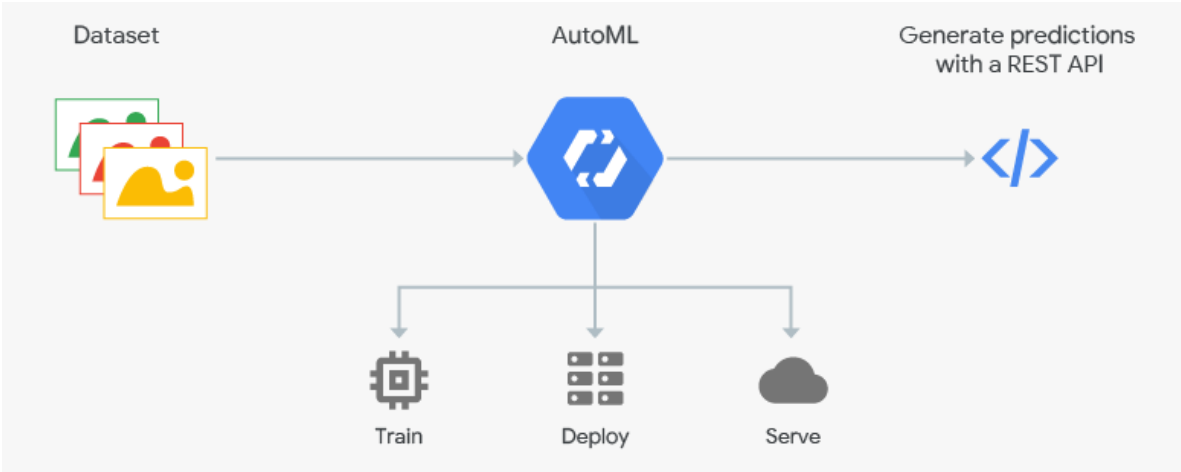 Dataset
AutoML
Generate predictions
with a REST API
Train
Deploy
Serve